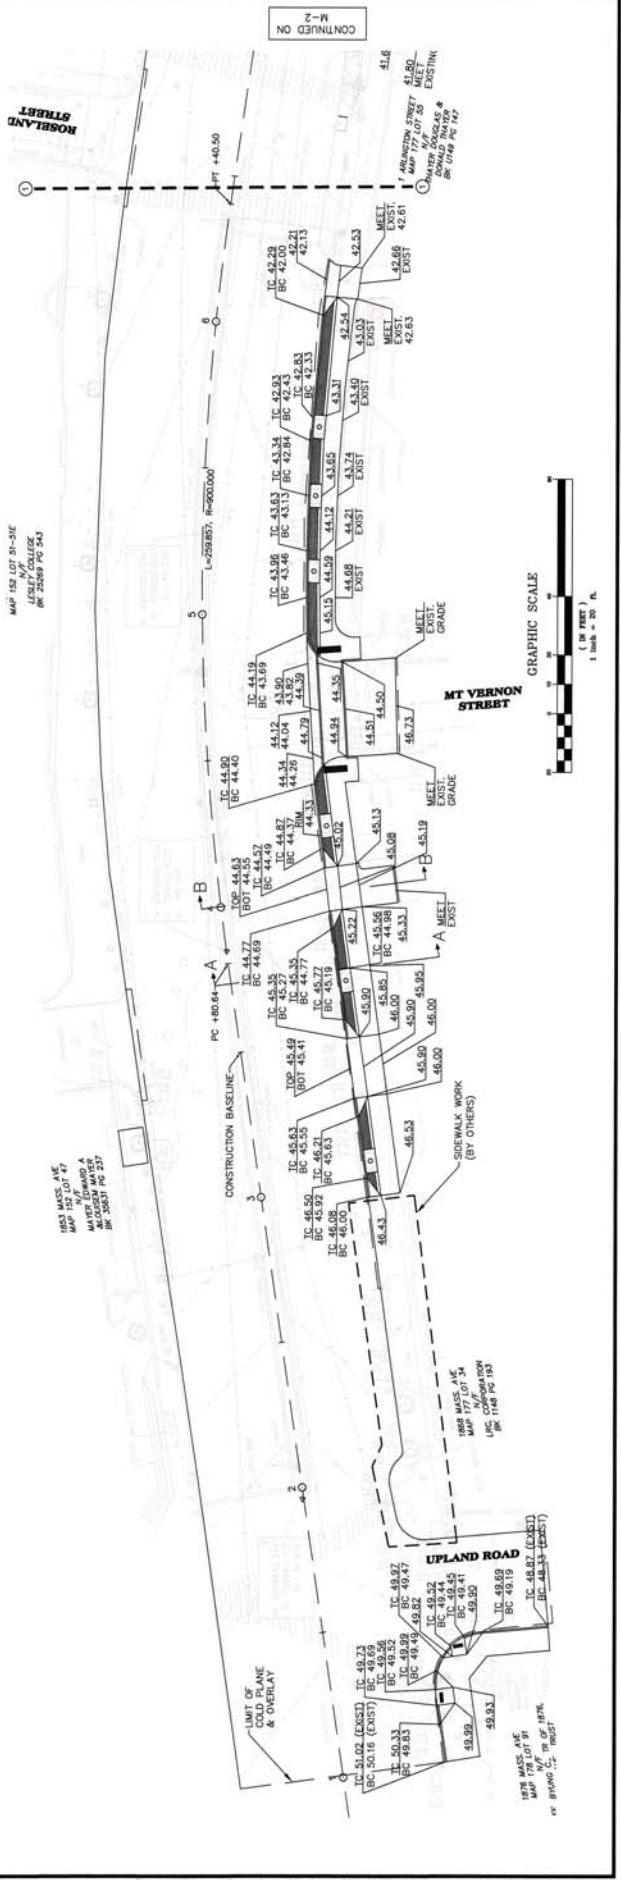 CONTINUED ON
M-2
ROSELAND
STREET
1
1
PT +40.50
41.80
MEET
1 ARLINGTON STREET
MAP 177 LOT 55
N/F
THAYER DOUGLAS &
DONALD THAYER
BK U149 PG 147
MAP 152 LOT 51-51E
N/F
LESLEY COLLEGE
BK 25269 PG 543
6
L=259.857, R=900.000
5
42.21
42.13
TC 42.29
BC 42.00
TC 42.83
BC 42.33
TC 42.93
BC 42.43
TC 43.34
BC 42.84
TC 43.63
BC 43.13
TC 43.96
BC 43.46
TC 44.19
BC 43.69
MEET
EXIST.
42.61
42.53
42.66
EXIST
MEET
EXIST.
42.63
42.54
43.03
EXIST
43.31
43.40
EXIST
43.65
43.74
EXIST
44.12
44.21
EXIST
44.59
44.68
EXIST
45.15
MEET
EXIST.
GRADE
43.90
43.82
44.39
44.35
44.50
44.12
44.04
44.79
44.94
44.51
46.73
MT VERNON
STREET
GRAPHIC SCALE
( IN FEET )
1 inch = 20 ft.
44.34
44.26
TC 44.90
BC 44.40
MEET
EXIST.
GRADE
RIM
44.33
TC 44.87
BC 44.37
45.02
45.13
TC 44.57
BC 44.49
TOP 44.63
BOT 44.55
45.08
45.19
B
B
4
MEET
EXIST
45.22
TC 45.56
BC 44.98
45.33
A
A
PC +80.64
TC 44.77
BC 44.69
TC 45.35
BC 44.77
TC 45.77
BC 45.19
TC 45.35
BC 45.27
45.90
45.85
46.00
45.95
45.90
46.00
TOP 45.49
BOT 45.41
45.90
46.00
CONSTRUCTION BASELINE
3
TC 45.63
BC 45.55
TC 46.21
BC 45.63
TC 46.50
BC 45.92
TC 46.08
BC 46.00
46.43
46.53
SIDEWALK WORK
(BY OTHERS)
1853 MASS. AVE
MAP 152 LOT 47
N/F
MAYER EDWARD A
BK 35631 PG 237
1868 MASS. AVE
MAP 177 LOT 34
N/F
LRC. CORPORATION
BK 1148 PG 193
2
UPLAND ROAD
LIMIT OF
COLD PLANE
& OVERLAY
TC 49.97
BC 49.47
TC 49.52
BC 49.44
TC 49.45
BC 49.41
49.90
TC 49.69
BC 49.19
TC 48.87 (EXIST)
BC 48.33 (EXIST)
49.82
TC 49.99
BC 49.49
TC 49.56
BC 49.52
TC 49.73
BC 49.69
TC 51.02 (EXIST)
BC 50.16 (EXIST)
TC 50.33
BC 49.83
49.99
49.93
1876 MASS. AVE
MAP 178 LOT 91
N/F
BYUNG C. TR OF 1876,
TRUST